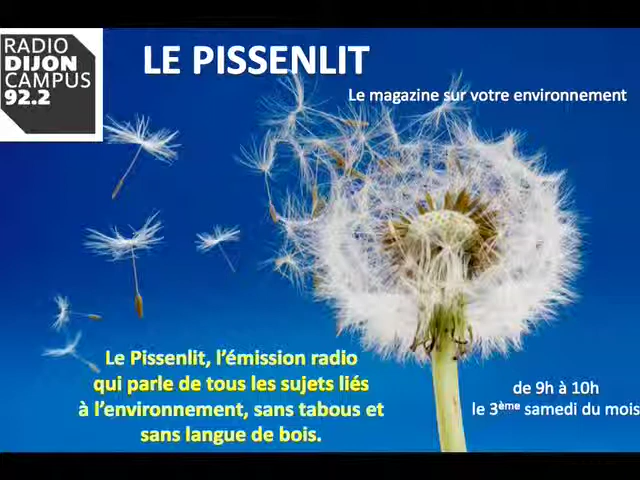 RADIO
DIJON
CAMPUS
92.2
LE PISSENLIT
Le magazine sur votre environnement
Le Pissenlit, l'émission radio
qui parle de tous les sujets liés
à l'environnement, sans tabous et
sans langue de bois.
de 9h à 10h
le 3ème samedi du mois